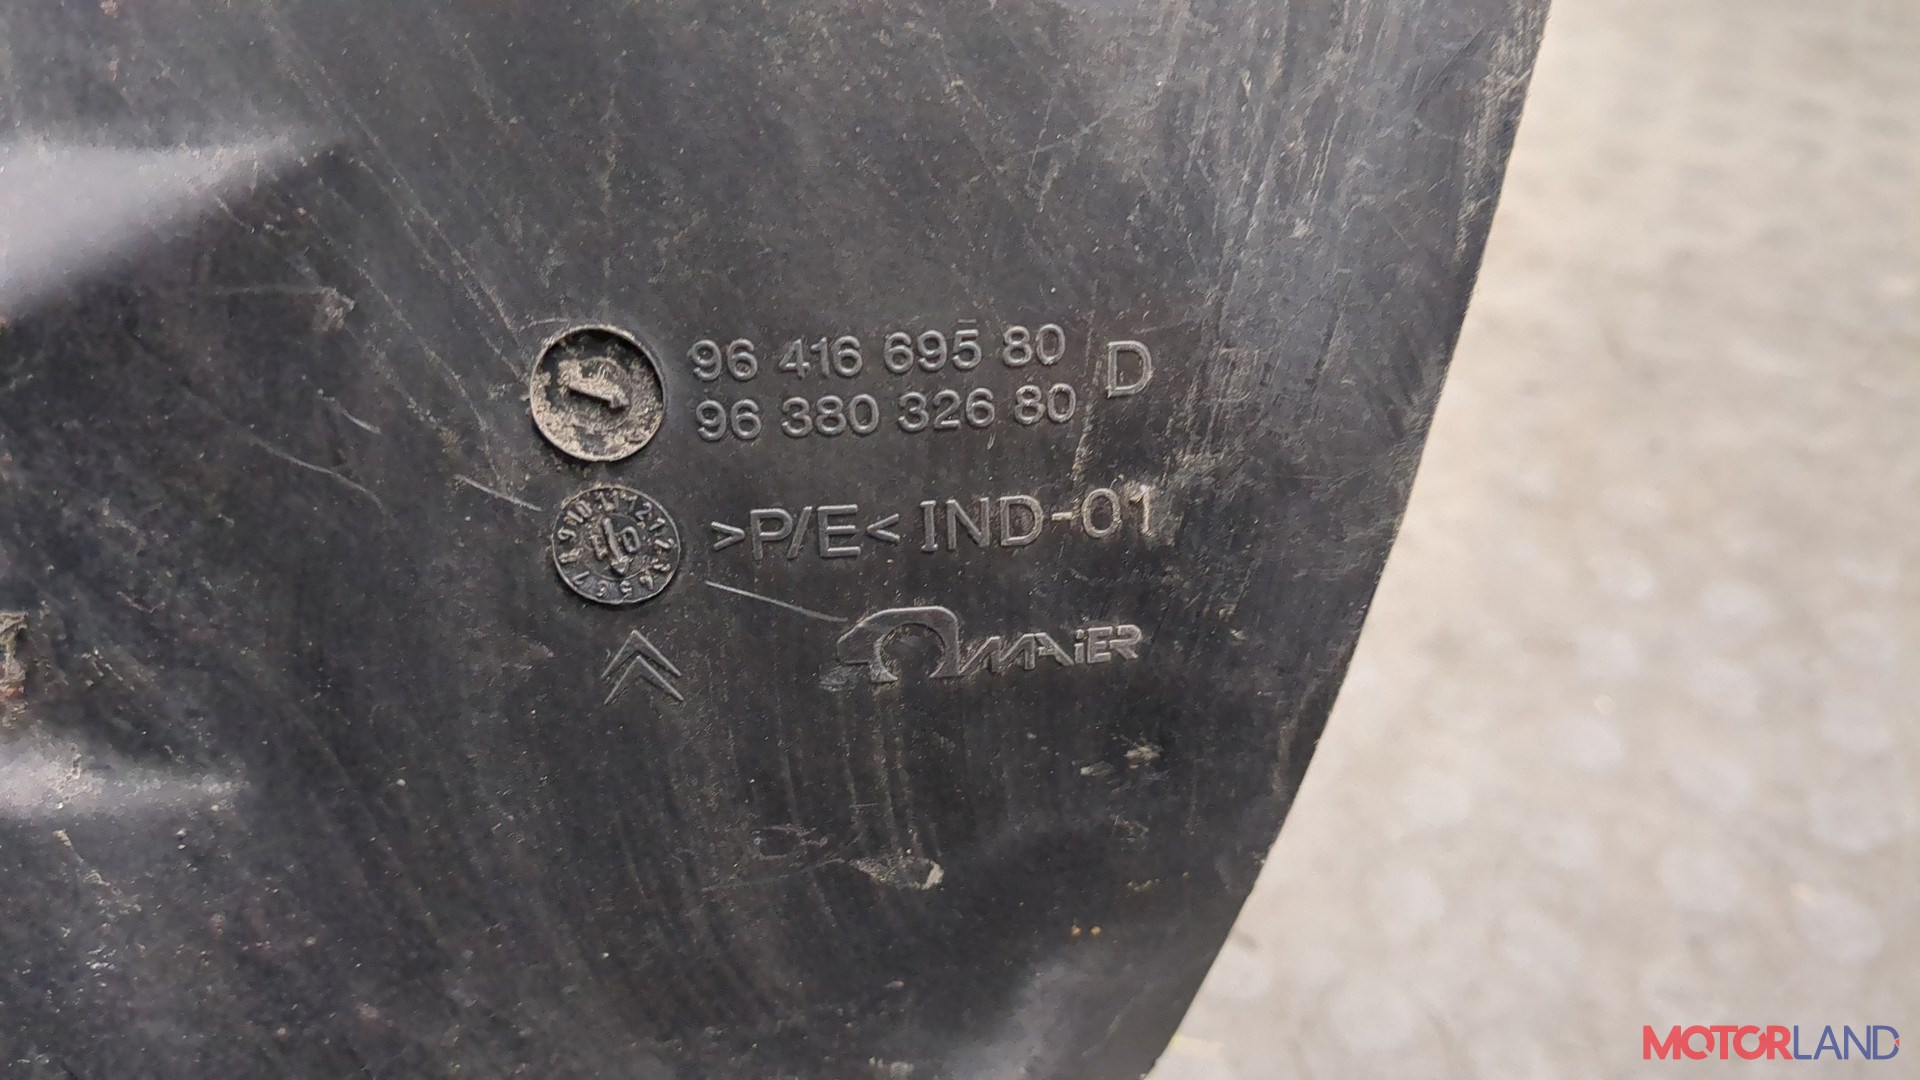 96 416 695 80 D
96 380 326 80
>P/E< IND-01
MAiER
MOTORLAND